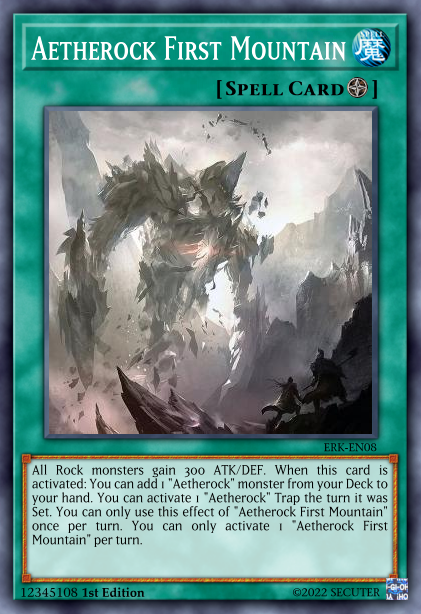 Aetherock First Mountain 魔
[Spell Card]
ERK-EN08
All Rock monsters gain 300 ATK/DEF. When this card is
activated: You can add 1 "Aetherock" monster from your Deck to
your hand. You can activate 1 "Aetherock" Trap the turn it was
Set. You can only use this effect of "Aetherock First Mountain"
once per turn. You can only activate 1 "Aetherock First
Mountain" per turn.
12345108 1st Edition ©2022 SECUTER